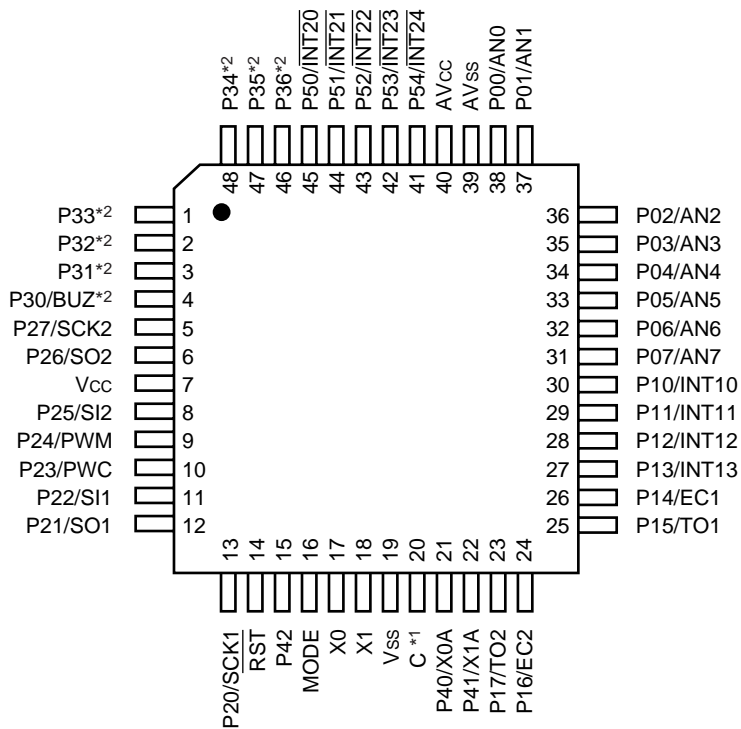 P34*2
P35*2
P36*2
P50/INT20
P51/INT21
P52/INT22
P53/INT23
P54/INT24
AVCC
AVSS
P00/AN0
P01/AN1
48
47
46
45
44
43
42
41
40
39
38
37
P33*2 1
P32*2 2
P31*2 3
P30/BUZ*2 4
P27/SCK2 5
P26/SO2 6
VCC 7
P25/SI2 8
P24/PWM 9
P23/PWC 10
P22/SI1 11
P21/SO1 12
36 P02/AN2
35 P03/AN3
34 P04/AN4
33 P05/AN5
32 P06/AN6
31 P07/AN7
30 P10/INT10
29 P11/INT11
28 P12/INT12
27 P13/INT13
26 P14/EC1
25 P15/TO1
13
14
15
16
17
18
19
20
21
22
23
24
P20/SCK1
RST
P42
MODE
X0
X1
VSS
C *1
P40/X0A
P41/X1A
P17/TO2
P16/EC2